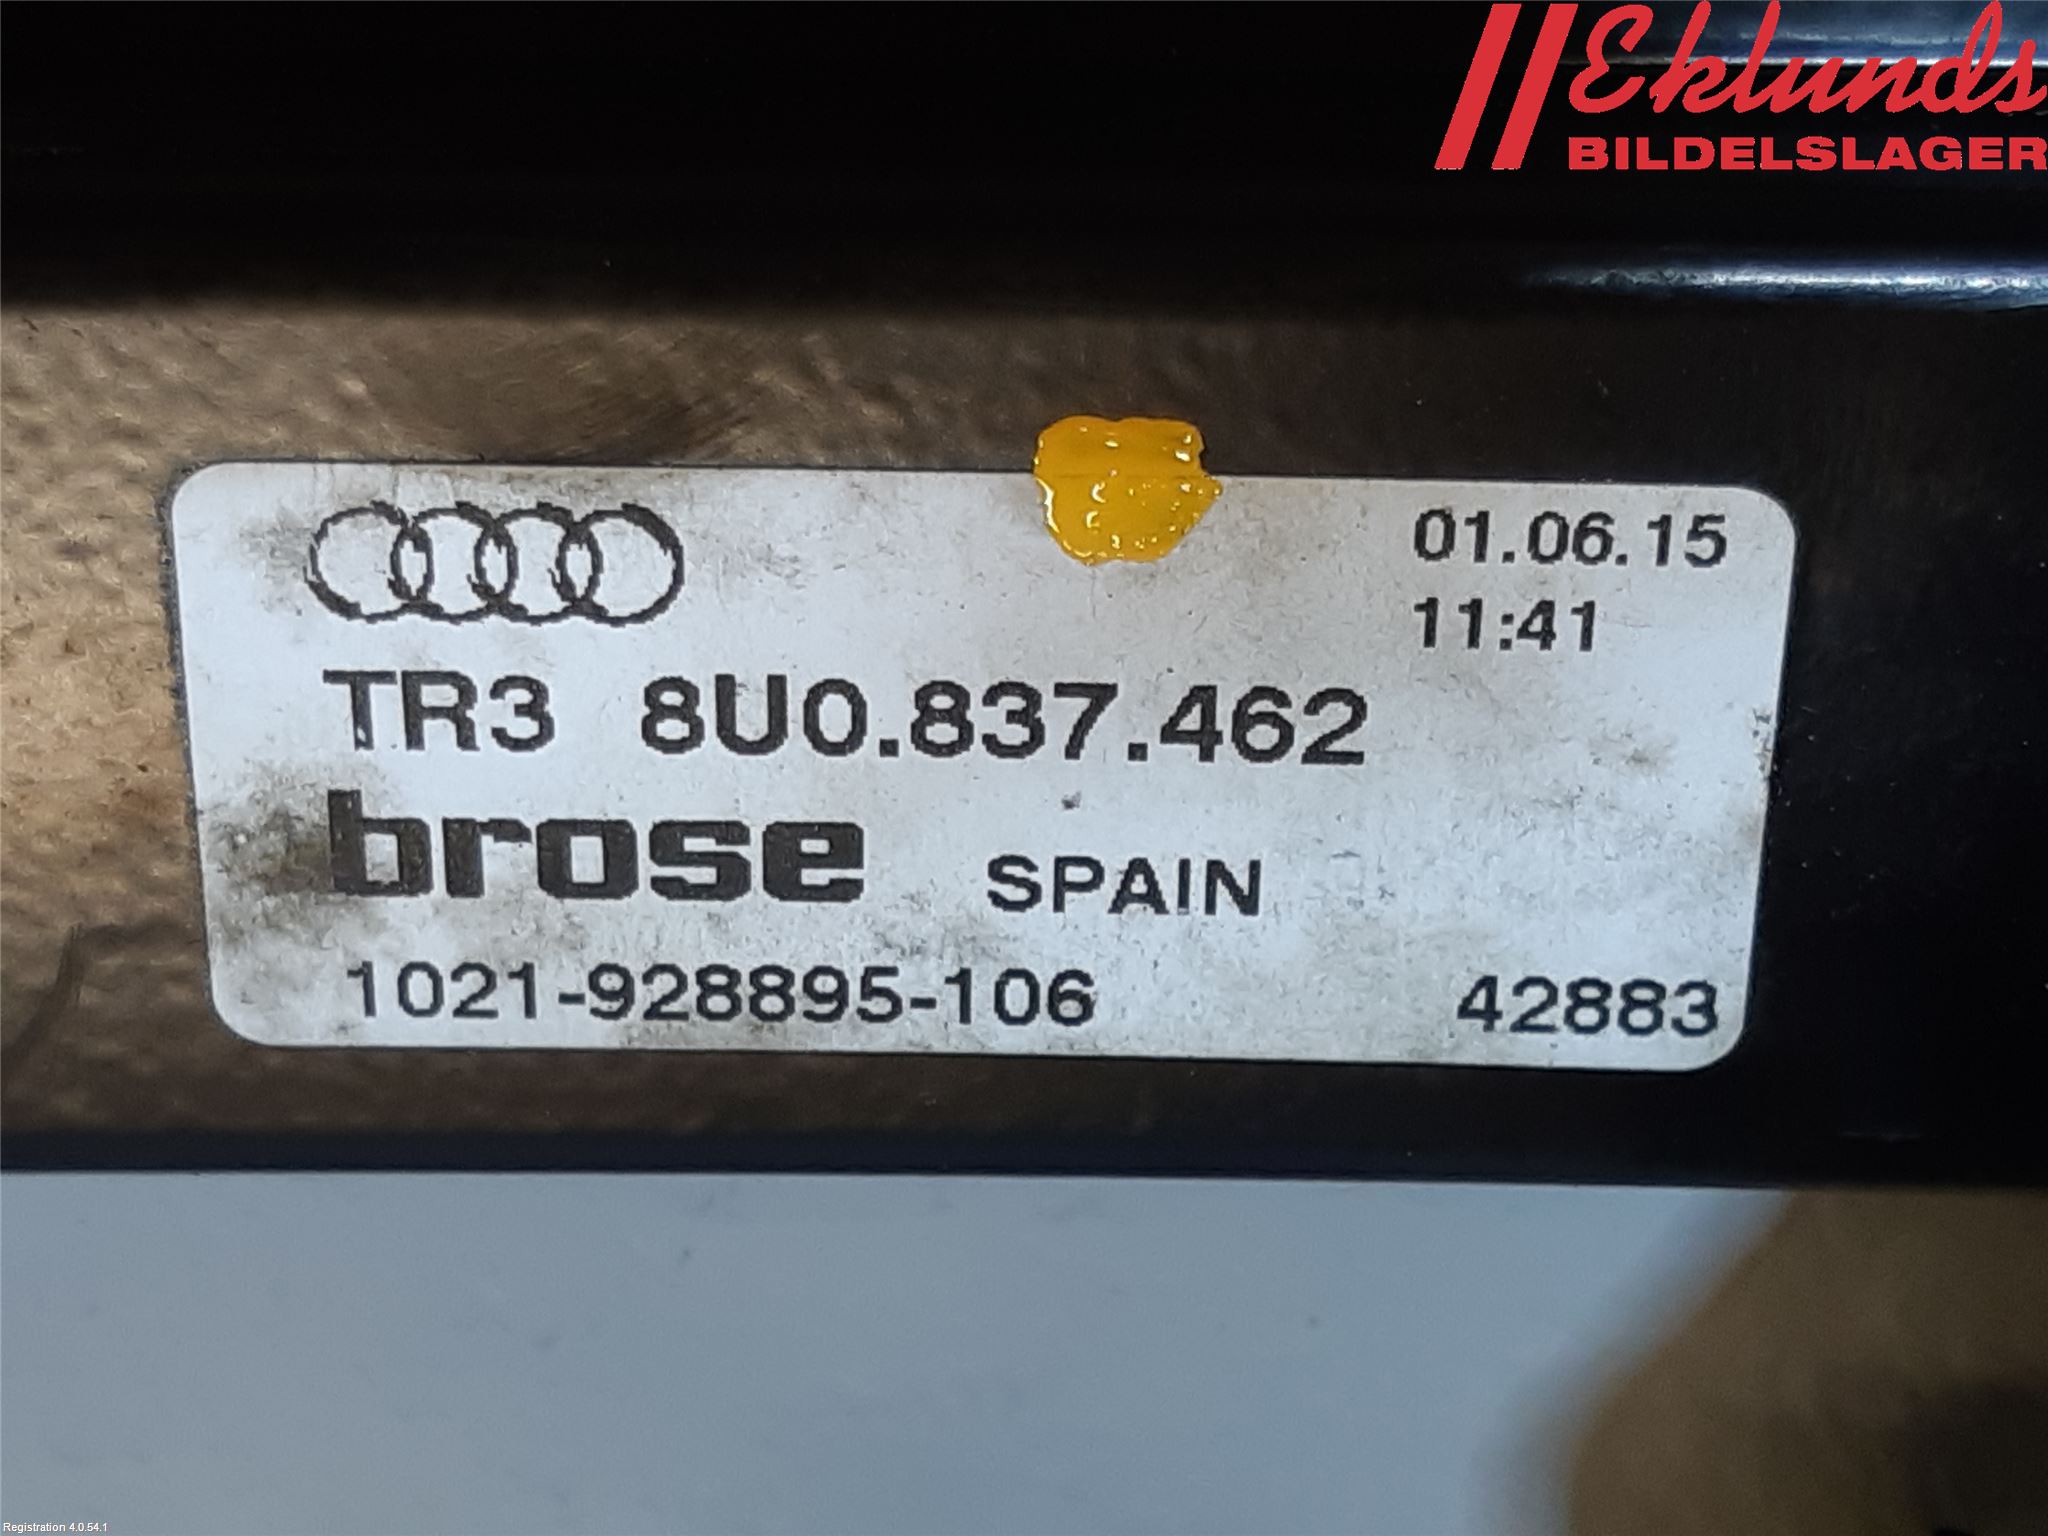 Eklunds
BILDELSLAGER
01.06.15
11:41
TR3 8U0.837.462
brose SPAIN
1021-928895-106 42883
Registration 4.0.54.1